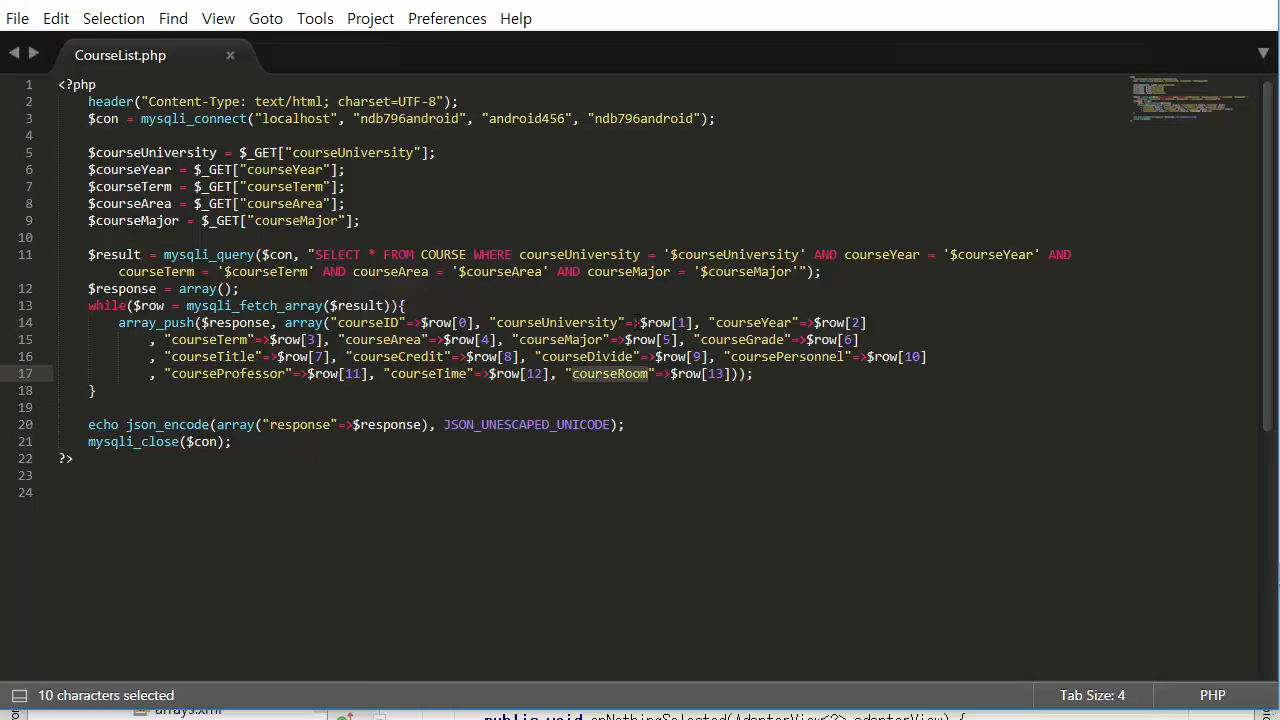 File Edit Selection Find View Goto Tools Project Preferences Help
CourseList.php ×
1 <?php
2 header("Content-Type: text/html; charset=UTF-8");
3 $con = mysqli_connect("localhost", "ndb796android", "android456", "ndb796android");
4
5 $courseUniversity = $_GET["courseUniversity"];
6 $courseYear = $_GET["courseYear"];
7 $courseTerm = $_GET["courseTerm"];
8 $courseArea = $_GET["courseArea"];
9 $courseMajor = $_GET["courseMajor"];
10
11 $result = mysqli_query($con, "SELECT * FROM COURSE WHERE courseUniversity = '$courseUniversity' AND courseYear = '$courseYear' AND
courseTerm = '$courseTerm' AND courseArea = '$courseArea' AND courseMajor = '$courseMajor'");
12 $response = array();
13 while($row = mysqli_fetch_array($result)){
14 array_push($response, array("courseID"=>$row[0], "courseUniversity"=>$row[1], "courseYear"=>$row[2]
15 , "courseTerm"=>$row[3], "courseArea"=>$row[4], "courseMajor"=>$row[5], "courseGrade"=>$row[6]
16 , "courseTitle"=>$row[7], "courseCredit"=>$row[8], "courseDivide"=>$row[9], "coursePersonnel"=>$row[10]
17 , "courseProfessor"=>$row[11], "courseTime"=>$row[12], "courseRoom"=>$row[13]));
18 }
19
20 echo json_encode(array("response"=>$response), JSON_UNESCAPED_UNICODE);
21 mysqli_close($con);
22 ?>
23
24
10 characters selected Tab Size: 4 PHP
arrays.xml public void onNothingSelected(AdapterView<?> adapterView) {